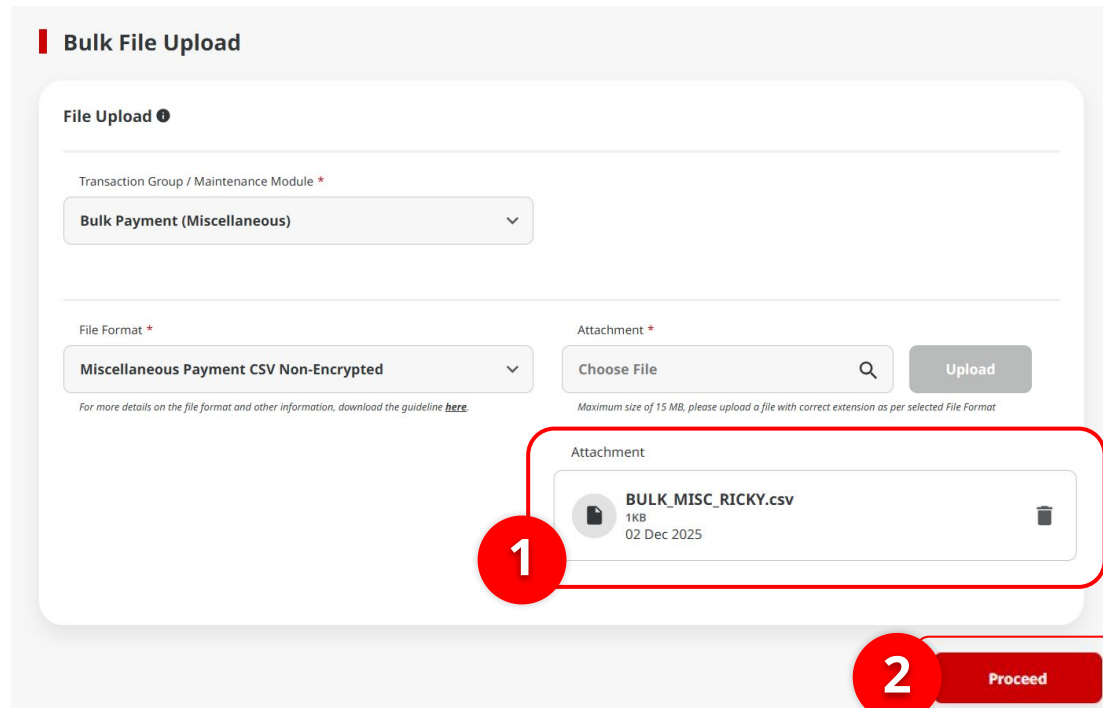 Bulk File Upload
File Upload
Transaction Group / Maintenance Module *
Bulk Payment (Miscellaneous)
File Format *
Miscellaneous Payment CSV Non-Encrypted
For more details on the file format and other information, download the guideline here.
Attachment *
Choose File
Upload
Maximum size of 15 MB, please upload a file with correct extension as per selected File Format
Attachment
BULK_MISC_RICKY.csv
1KB
02 Dec 2025
1
2
Proceed